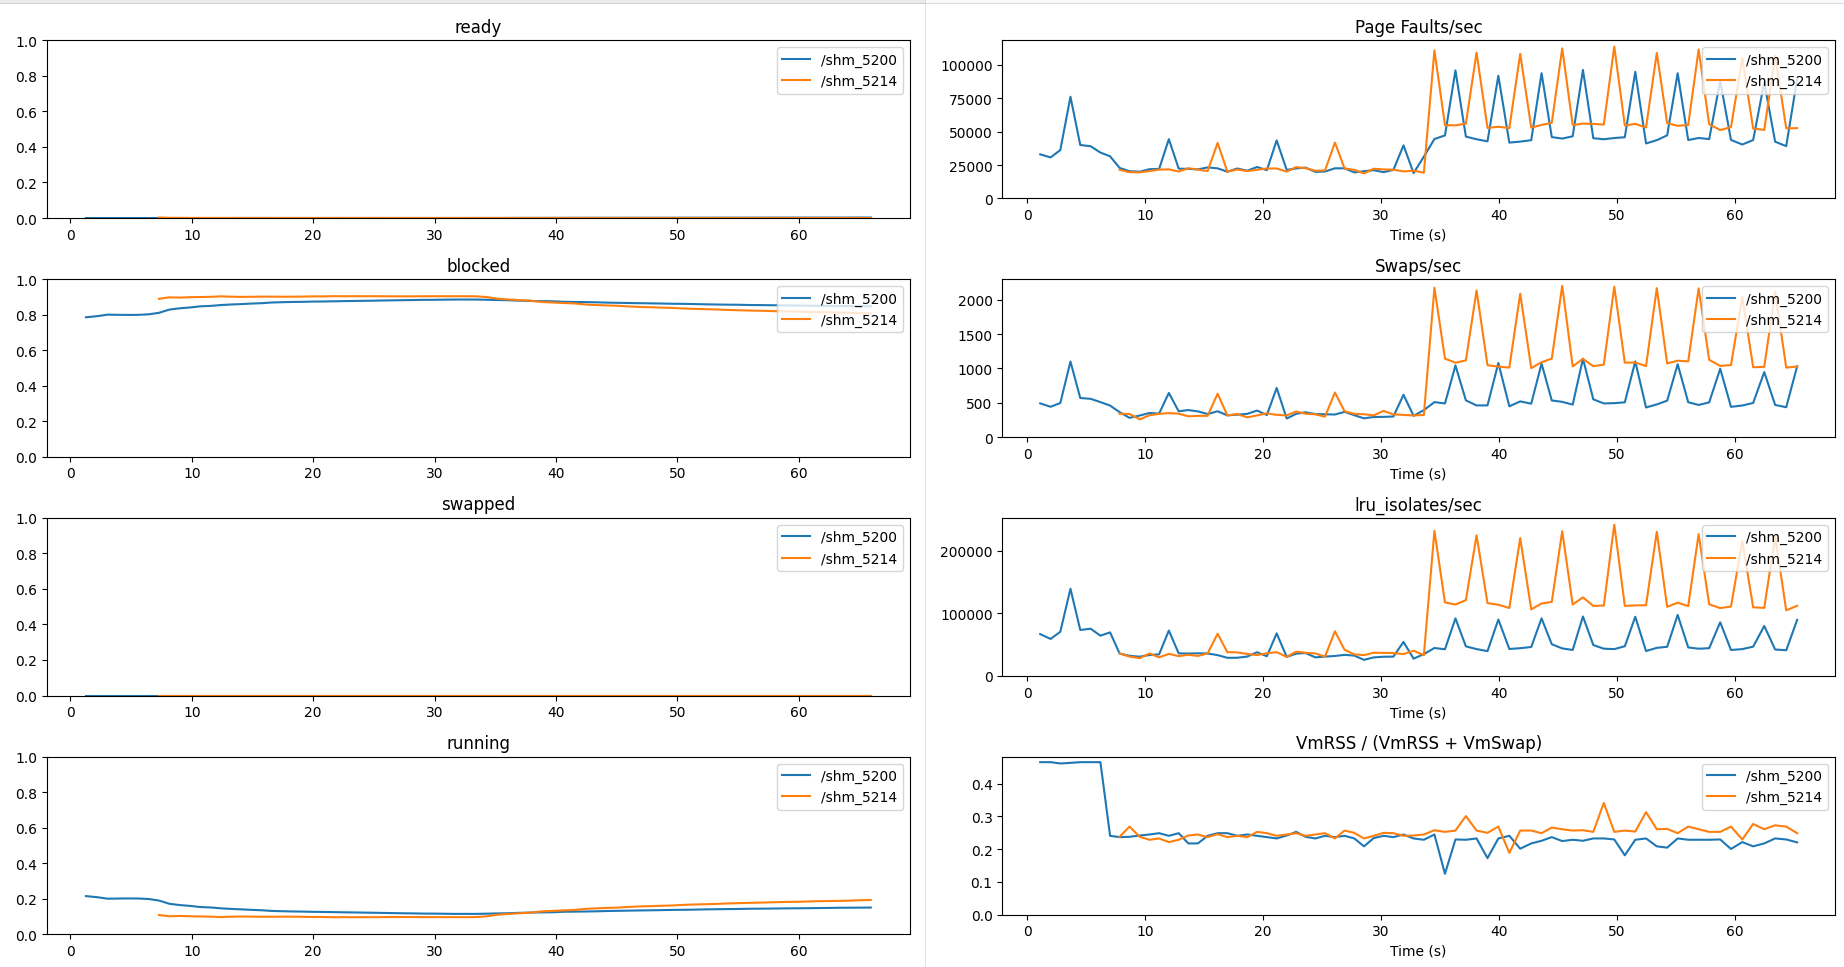 ready
1.0
0.8
0.6
0.4
0.2
0.0
/shm_5200
/shm_5214
0 10 20 30 40 50 60
blocked
1.0
0.8
0.6
0.4
0.2
0.0
/shm_5200
/shm_5214
0 10 20 30 40 50 60
swapped
1.0
0.8
0.6
0.4
0.2
0.0
/shm_5200
/shm_5214
0 10 20 30 40 50 60
running
1.0
0.8
0.6
0.4
0.2
0.0
/shm_5200
/shm_5214
0 10 20 30 40 50 60
Page Faults/sec
100000
75000
50000
25000
0
/shm_5200
/shm_5214
0 10 20 30 40 50 60
Time (s)
Swaps/sec
2000
1500
1000
500
0
/shm_5200
/shm_5214
0 10 20 30 40 50 60
Time (s)
lru_isolates/sec
200000
100000
0
/shm_5200
/shm_5214
0 10 20 30 40 50 60
Time (s)
VmRSS / (VmRSS + VmSwap)
0.4
0.3
0.2
0.1
0.0
/shm_5200
/shm_5214
0 10 20 30 40 50 60
Time (s)